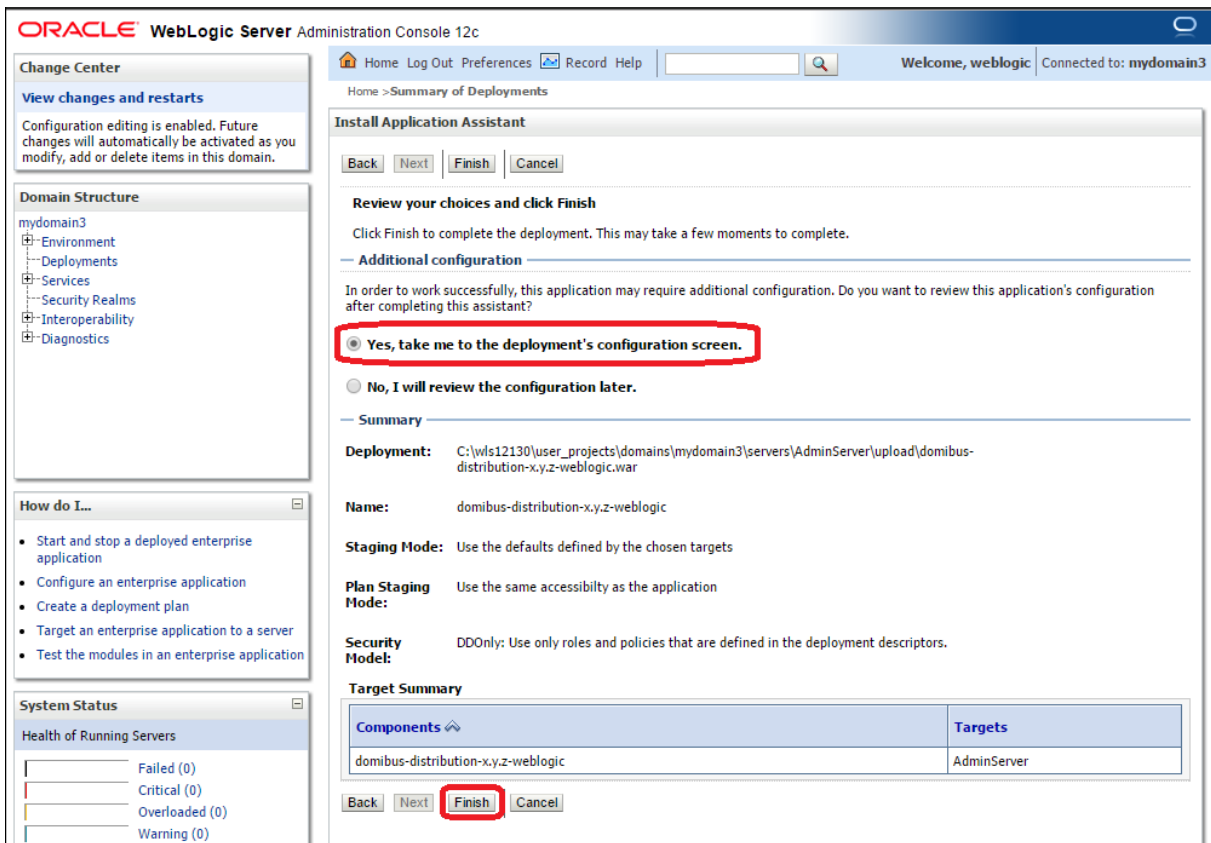 ORACLE WebLogic Server Administration Console 12c
Change Center
View changes and restarts
Configuration editing is enabled. Future
changes will automatically be activated as you
modify, add or delete items in this domain.
Domain Structure
mydomain3
Environment
Deployments
Services
Security Realms
Interoperability
Diagnostics
How do I...
Start and stop a deployed enterprise
application
Configure an enterprise application
Create a deployment plan
Target an enterprise application to a server
Test the modules in an enterprise application
System Status
Health of Running Servers
Failed (0)
Critical (0)
Overloaded (0)
Warning (0)
Home Log Out Preferences Record Help
Welcome, weblogic Connected to: mydomain3
Home >Summary of Deployments
Install Application Assistant
Back Next Finish Cancel
Review your choices and click Finish
Click Finish to complete the deployment. This may take a few moments to complete.
Additional configuration
In order to work successfully, this application may require additional configuration. Do you want to review this application's configuration
after completing this assistant?
Yes, take me to the deployment's configuration screen.
No, I will review the configuration later.
Summary
Deployment: C:\wls12130\user_projects\domains\mydomain3\servers\AdminServer\upload\domibus-
distribution-x.y.z-weblogic.war
Name: domibus-distribution-x.y.z-weblogic
Staging Mode: Use the defaults defined by the chosen targets
Plan Staging Use the same accessibilty as the application
Mode:
Security DDOnly: Use only roles and policies that are defined in the deployment descriptors.
Model:
Target Summary
Components Targets
domibus-distribution-x.y.z-weblogic AdminServer
Back Next Finish Cancel